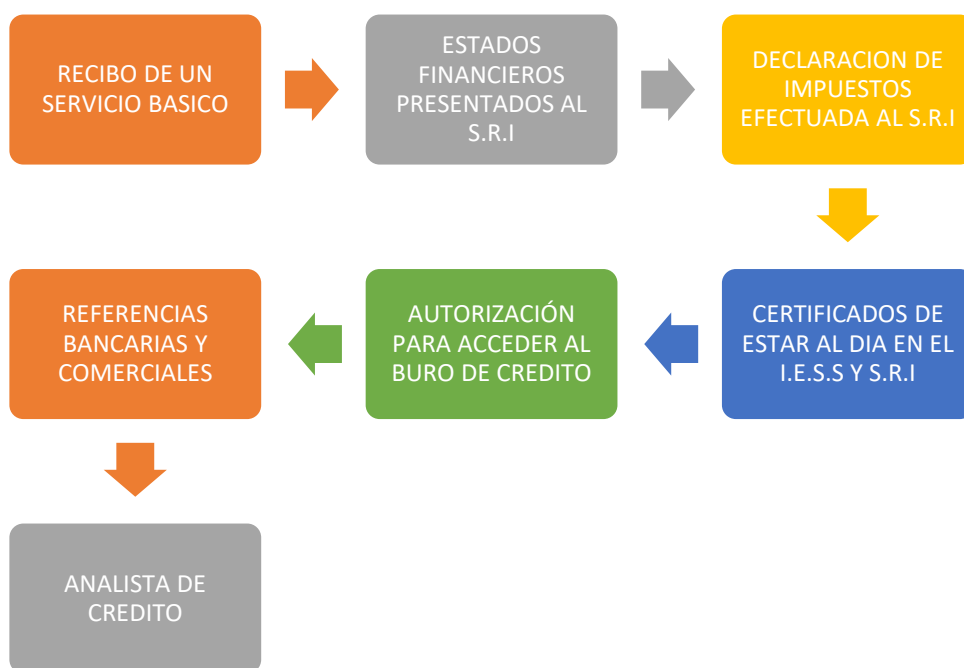 RECIBO DE UN
SERVICIO BASICO
ESTADOS
FINANCIEROS
PRESENTADOS AL
S.R.I
DECLARACION DE
IMPUESTOS
EFECTUADA AL S.R.I
CERTIFICADOS DE
ESTAR AL DIA EN EL
I.E.S.S Y S.R.I
AUTORIZACIÓN
PARA ACCEDER AL
BURO DE CREDITO
REFERENCIAS
BANCARIAS Y
COMERCIALES
ANALISTA DE
CREDITO